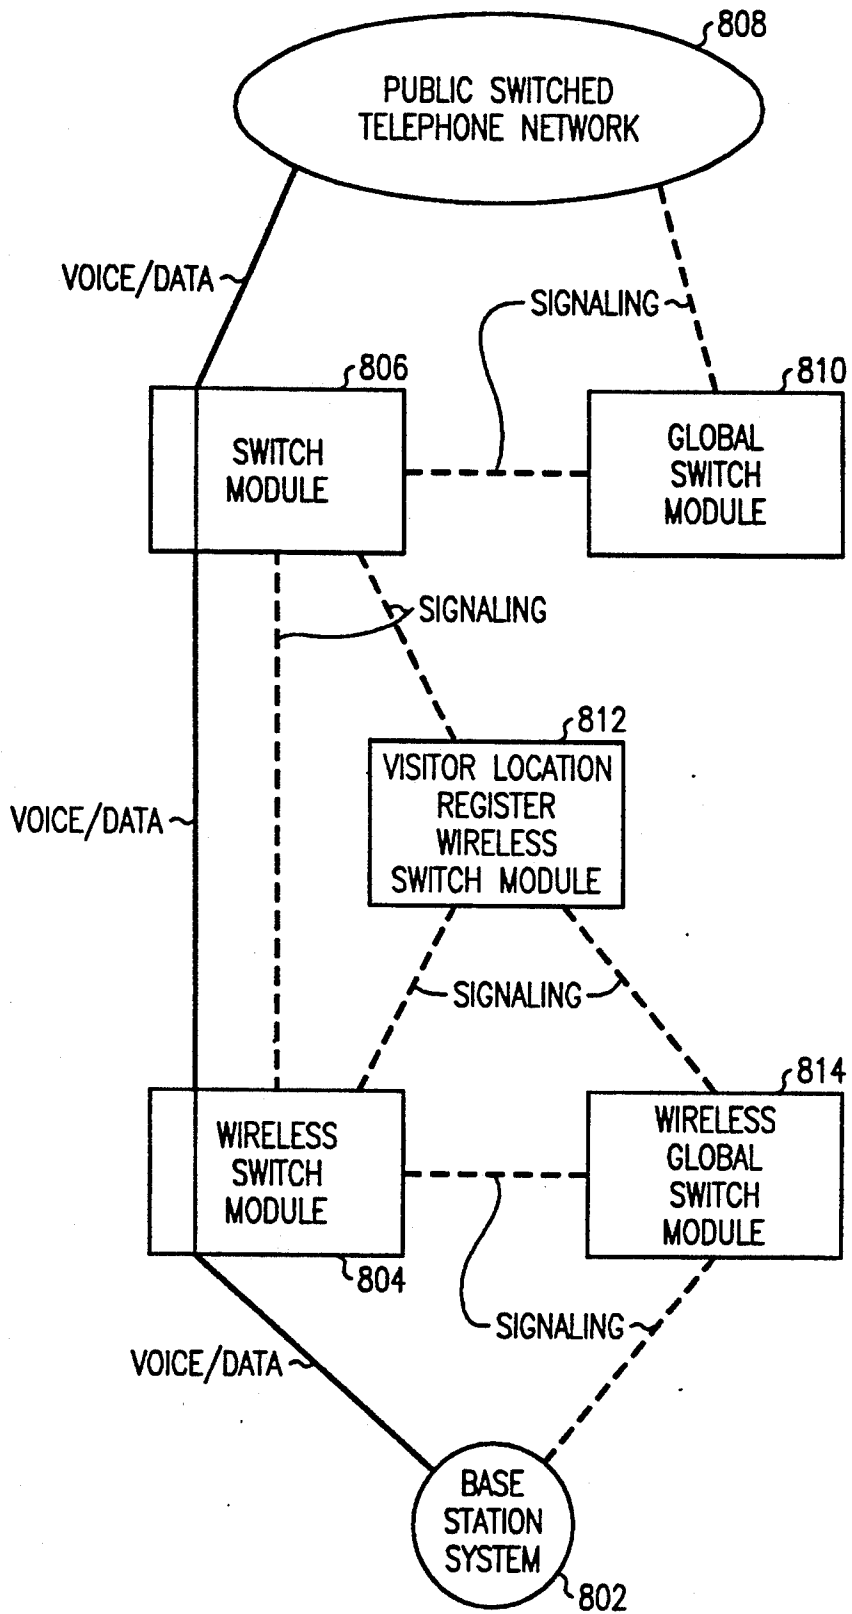 808
PUBLIC SWITCHED
TELEPHONE NETWORK
VOICE/DATA
SIGNALING
806
810
SWITCH
MODULE
GLOBAL
SWITCH
MODULE
SIGNALING
812
VISITOR LOCATION
REGISTER
WIRELESS
SWITCH MODULE
VOICE/DATA
SIGNALING
814
WIRELESS
SWITCH
MODULE
WIRELESS
GLOBAL
SWITCH
MODULE
804
SIGNALING
VOICE/DATA
BASE
STATION
SYSTEM
802